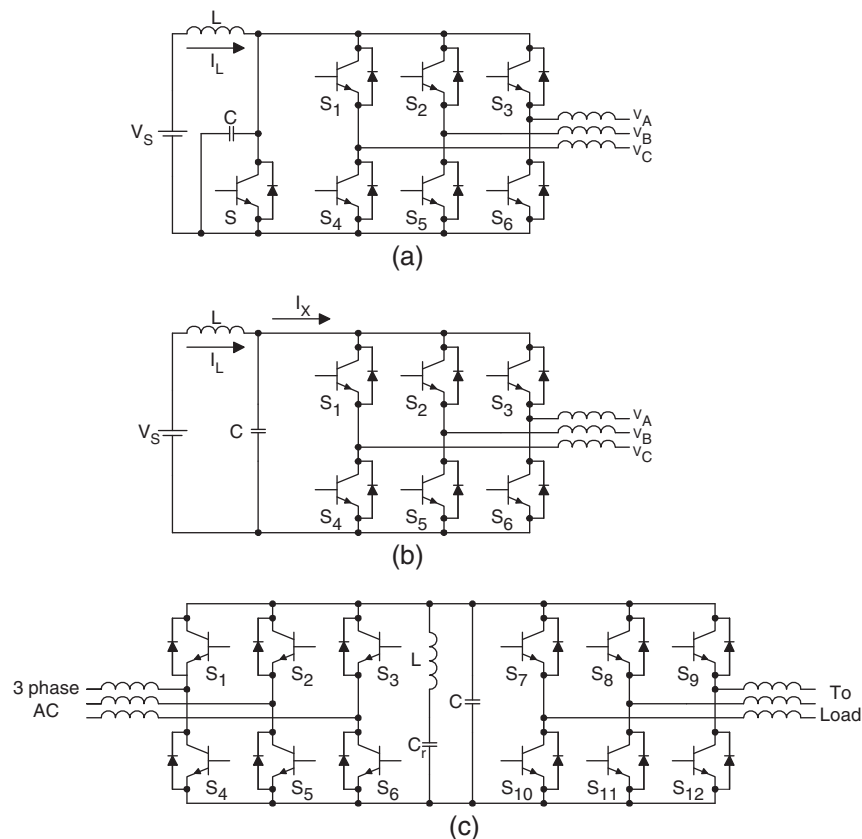 L
I_L
V_S
C
S
S_1
S_2
S_3
V_A
V_B
V_C
S_4
S_5
S_6
(a)
I_X
L
I_L
V_S
C
S_1
S_2
S_3
V_A
V_B
V_C
S_4
S_5
S_6
(b)
3 phase
AC
S_1
S_2
S_3
L
C
C_r
S_7
S_8
S_9
To
Load
S_4
S_5
S_6
S_10
S_11
S_12
(c)